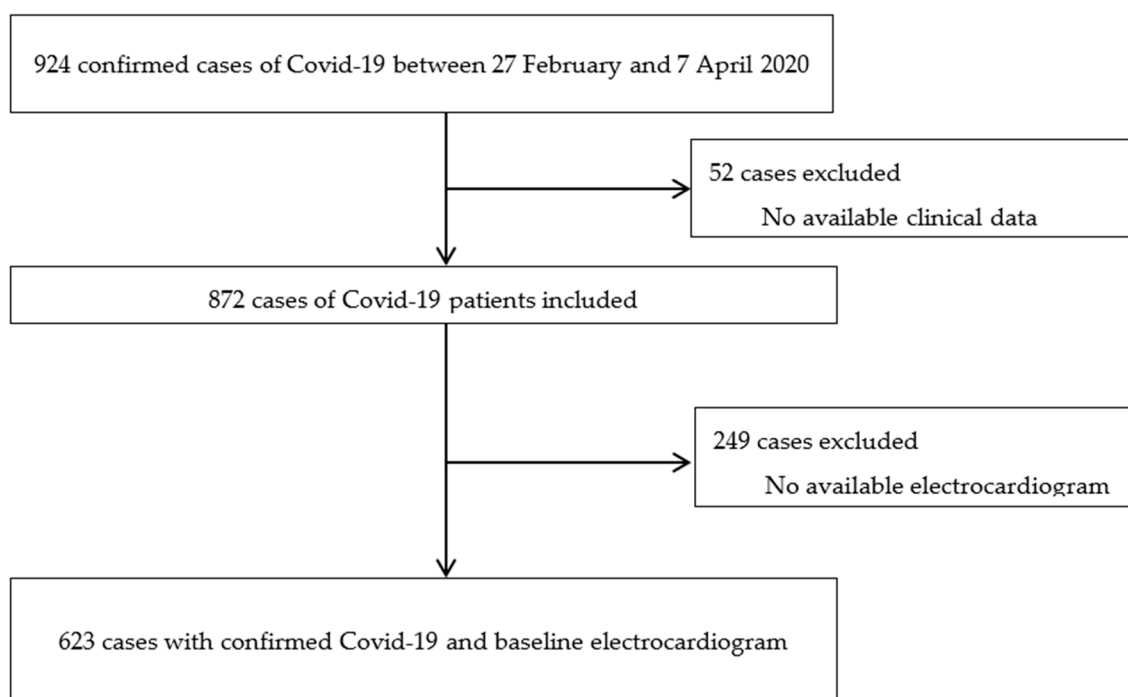 924 confirmed cases of Covid-19 between 27 February and 7 April 2020
52 cases excluded
No available clinical data
872 cases of Covid-19 patients included
249 cases excluded
No available electrocardiogram
623 cases with confirmed Covid-19 and baseline electrocardiogram